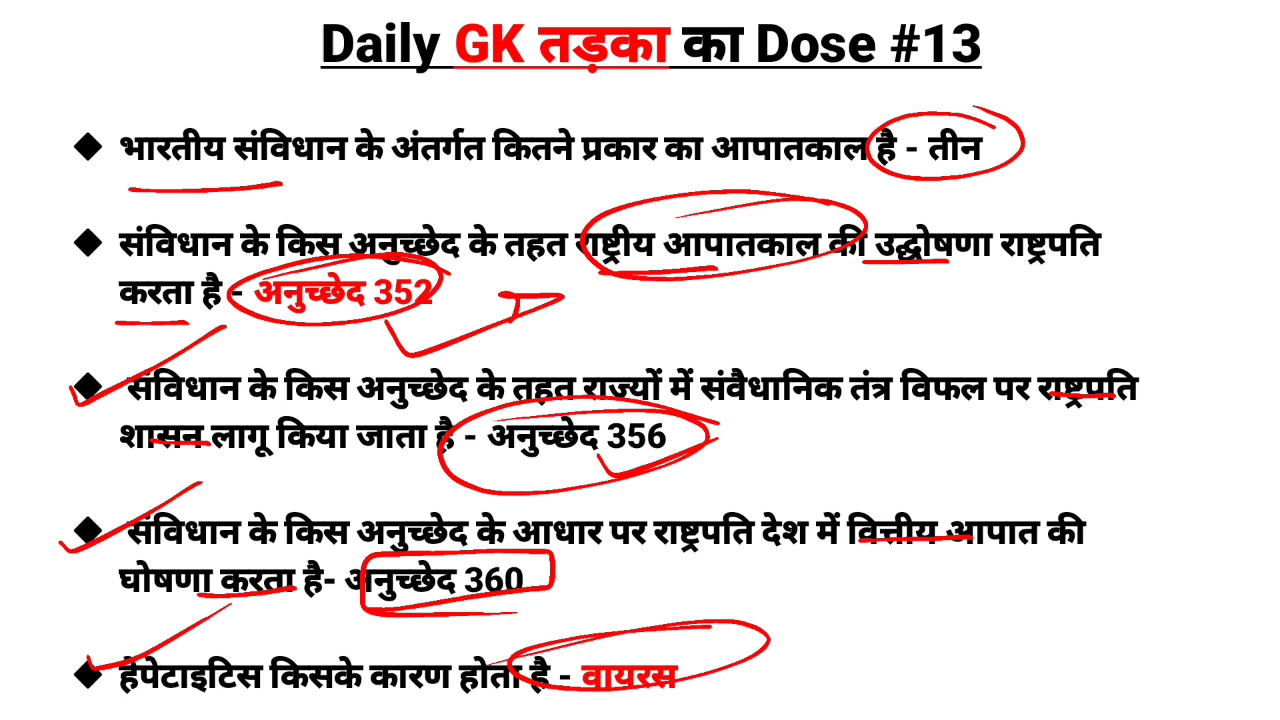 Daily GK तड़का का Dose #13
◆ भारतीय संविधान के अंतर्गत कितने प्रकार का आपातकाल है - तीन
◆ संविधान के किस अनुच्छेद के तहत राष्ट्रीय आपातकाल की उद्घोषणा राष्ट्रपति
करता है - अनुच्छेद 352
◆ संविधान के किस अनुच्छेद के तहत राज्यों में संवैधानिक तंत्र विफल पर राष्ट्रपति
शासन लागू किया जाता है - अनुच्छेद 356
◆ संविधान के किस अनुच्छेद के आधार पर राष्ट्रपति देश में वित्तीय आपात की
घोषणा करता है- अनुच्छेद 360
◆ हेपेटाइटिस किसके कारण होता है - वायरस